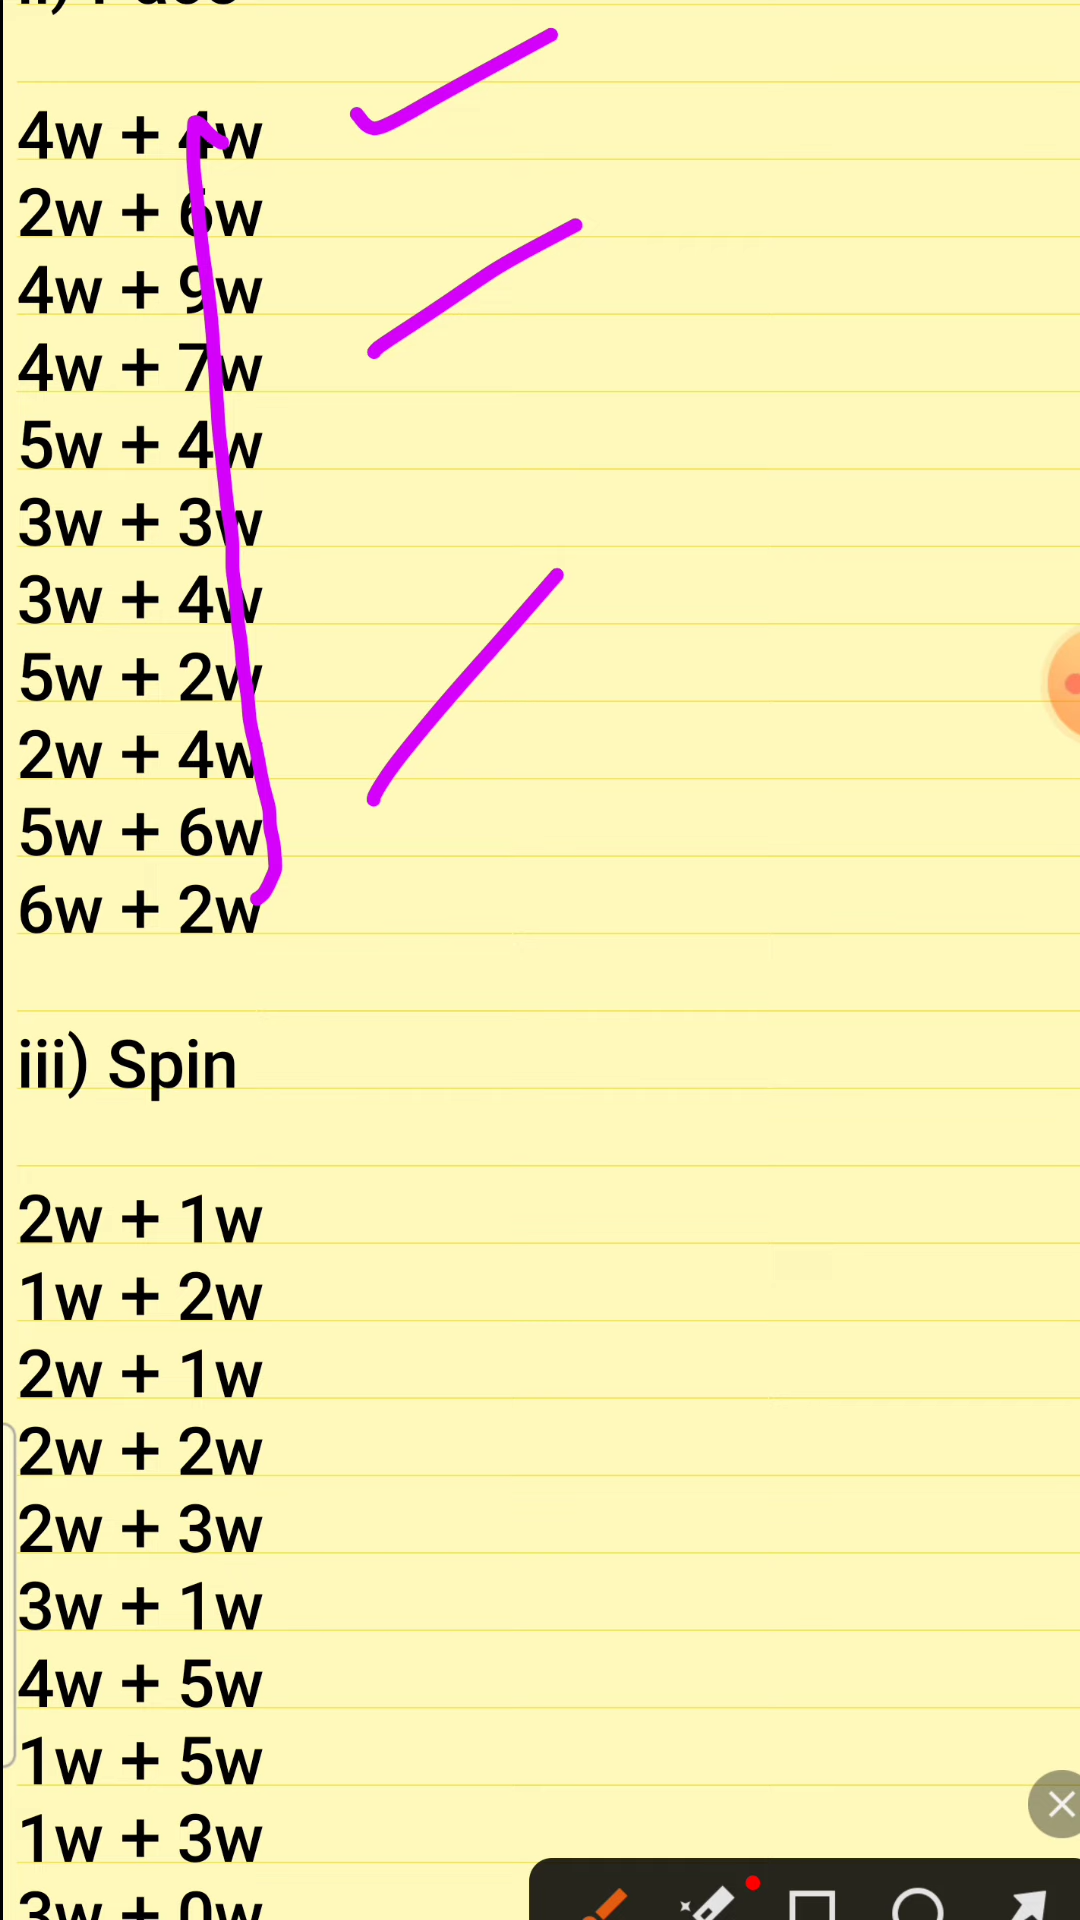 4w + 4w
2w + 6w
4w + 9w
4w + 7w
5w + 4w
3w + 3w
3w + 4w
5w + 2w
2w + 4w
5w + 6w
6w + 2w
iii) Spin
2w + 1w
1w + 2w
2w + 1w
2w + 2w
2w + 3w
3w + 1w
4w + 5w
1w + 5w
1w + 3w
3w + 0w